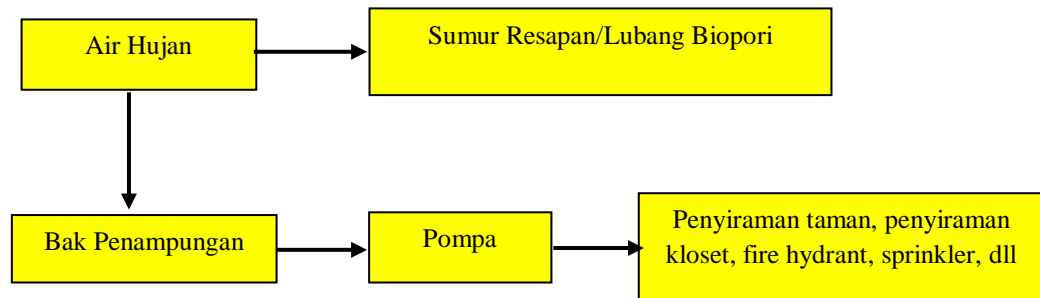 Air Hujan
Sumur Resapan/Lubang Biopori
Bak Penampungan
Pompa
Penyiraman taman, penyiraman
kloset, fire hydrant, sprinkler, dll